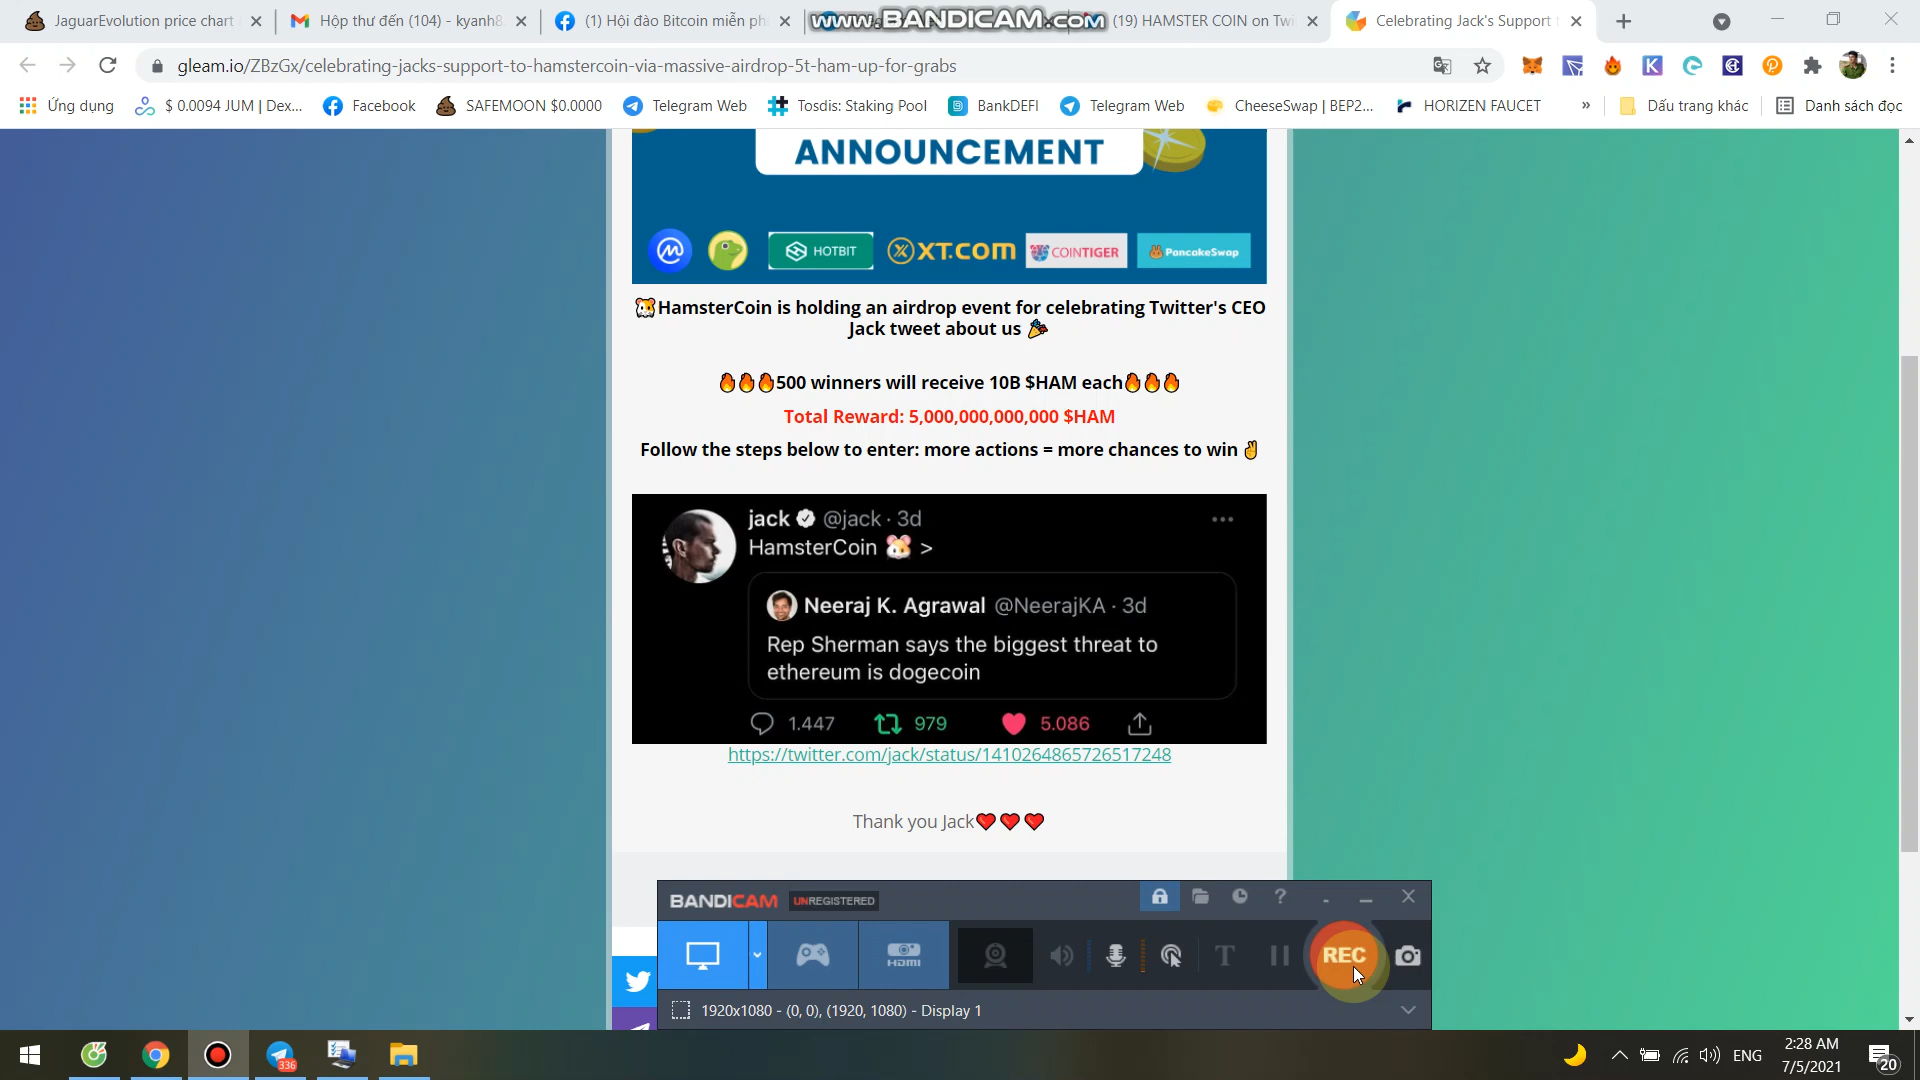 JaguarEvolution price chart
Hộp thư đến (104) - kyanh8
(1) Hội đào Bitcoin miễn ph
www.BANDICAM.com
(19) HAMSTER COIN on Twi
Celebrating Jack's Support
gleam.io/ZBzGx/celebrating-jacks-support-to-hamstercoin-via-massive-airdrop-5t-ham-up-for-grabs
Ứng dụng
$ 0.0094 JUM | Dex...
Facebook
SAFEMOON $0.0000
Telegram Web
Tosdis: Staking Pool
BankDEFI
Telegram Web
CheeseSwap | BEP2...
HORIZEN FAUCET
»
Dấu trang khác
Danh sách đọc
ANNOUNCEMENT
HOTBIT
XT.COM
COINTIGER
PancakeSwap
🐹HamsterCoin is holding an airdrop event for celebrating Twitter's CEO
Jack tweet about us 🎉
🔥🔥🔥500 winners will receive 10B $HAM each🔥🔥🔥
Total Reward: 5,000,000,000,000 $HAM
Follow the steps below to enter: more actions = more chances to win ✌
jack @jack · 3d
HamsterCoin 🐹 >
Neeraj K. Agrawal @NeerajKA · 3d
Rep Sherman says the biggest threat to
ethereum is dogecoin
1.447 979 5.086
https://twitter.com/jack/status/1410264865726517248
Thank you Jack❤❤❤
BANDICAM UNREGISTERED
HDMI
REC
1920x1080 - (0, 0), (1920, 1080) - Display 1
336
ENG
2:28 AM
7/5/2021
20